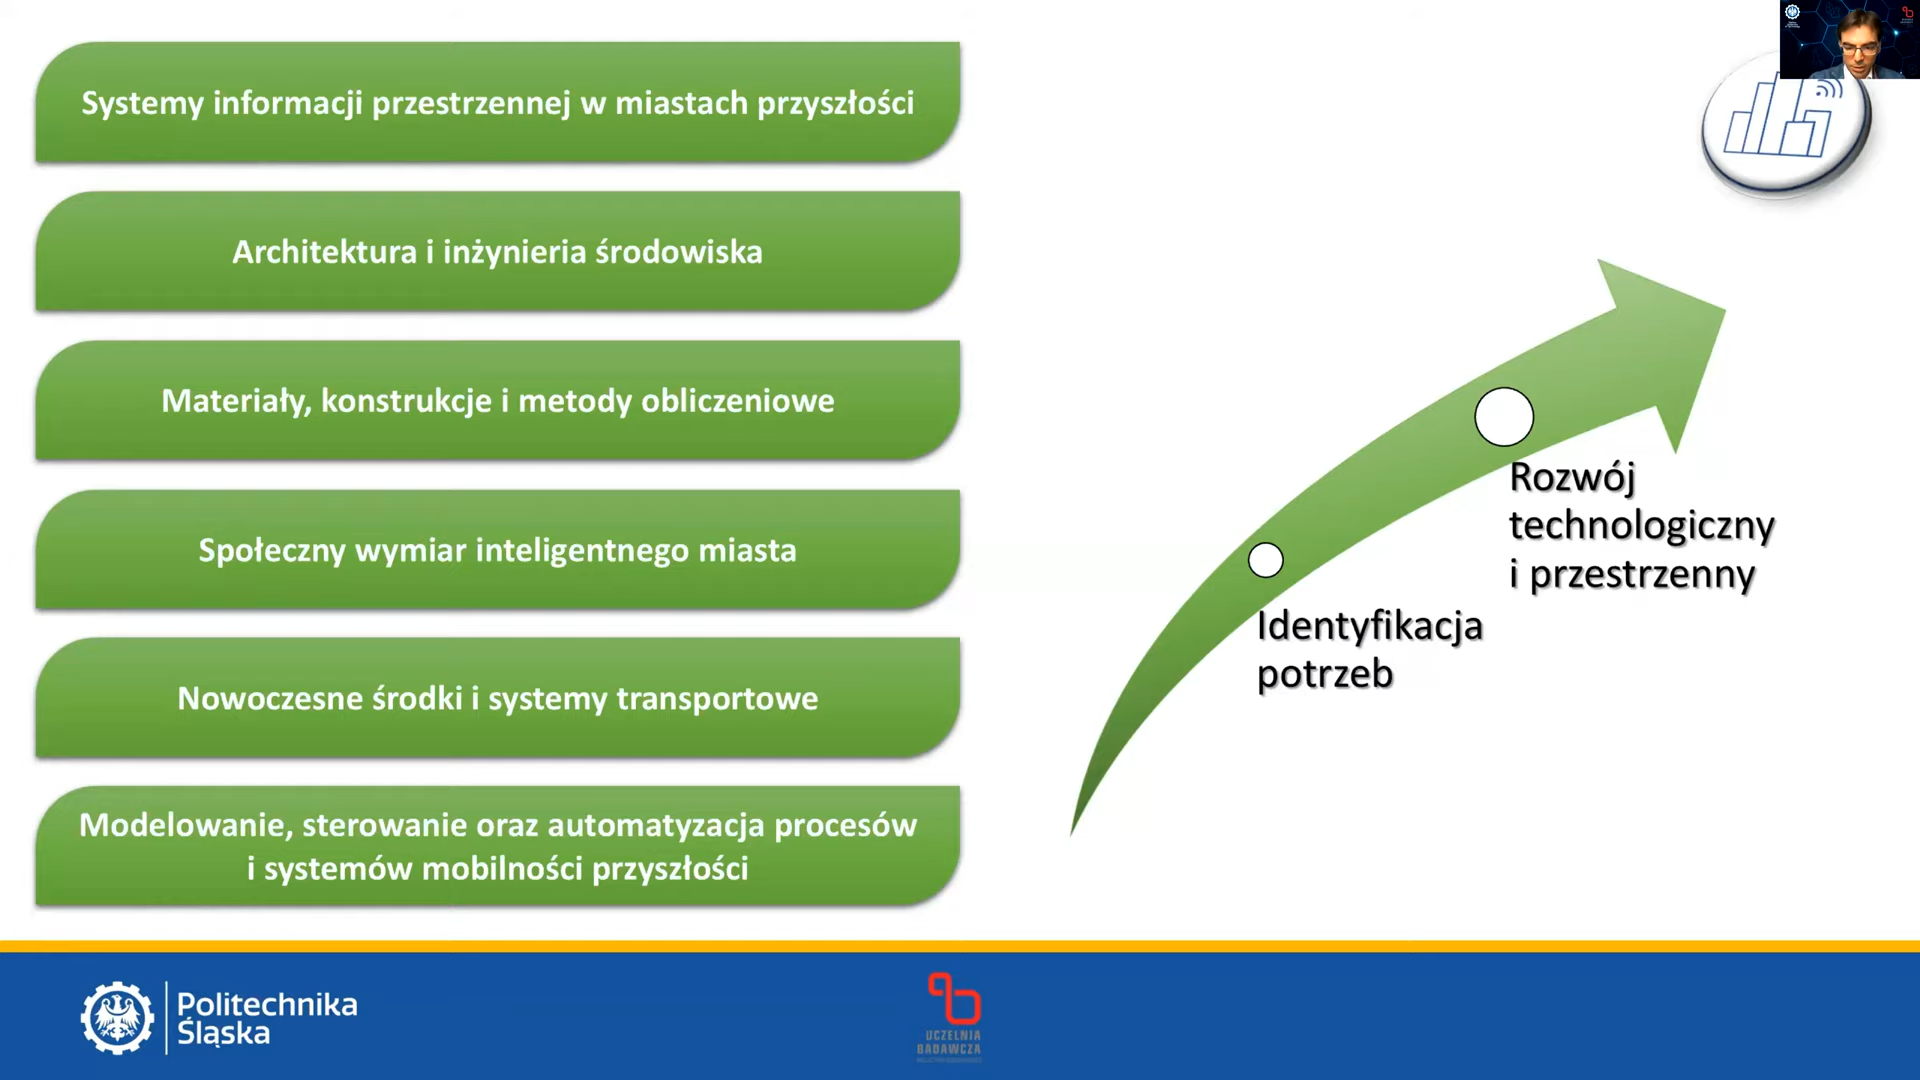 Systemy informacji przestrzennej w miastach przyszłości
Architektura i inżynieria środowiska
Materiały, konstrukcje i metody obliczeniowe
Społeczny wymiar inteligentnego miasta
Nowoczesne środki i systemy transportowe
Modelowanie, sterowanie oraz automatyzacja procesów
i systemów mobilności przyszłości
Rozwój
technologiczny
i przestrzenny
Identyfikacja
potrzeb
Politechnika
Śląska
UCZELNIA
BADAWCZA